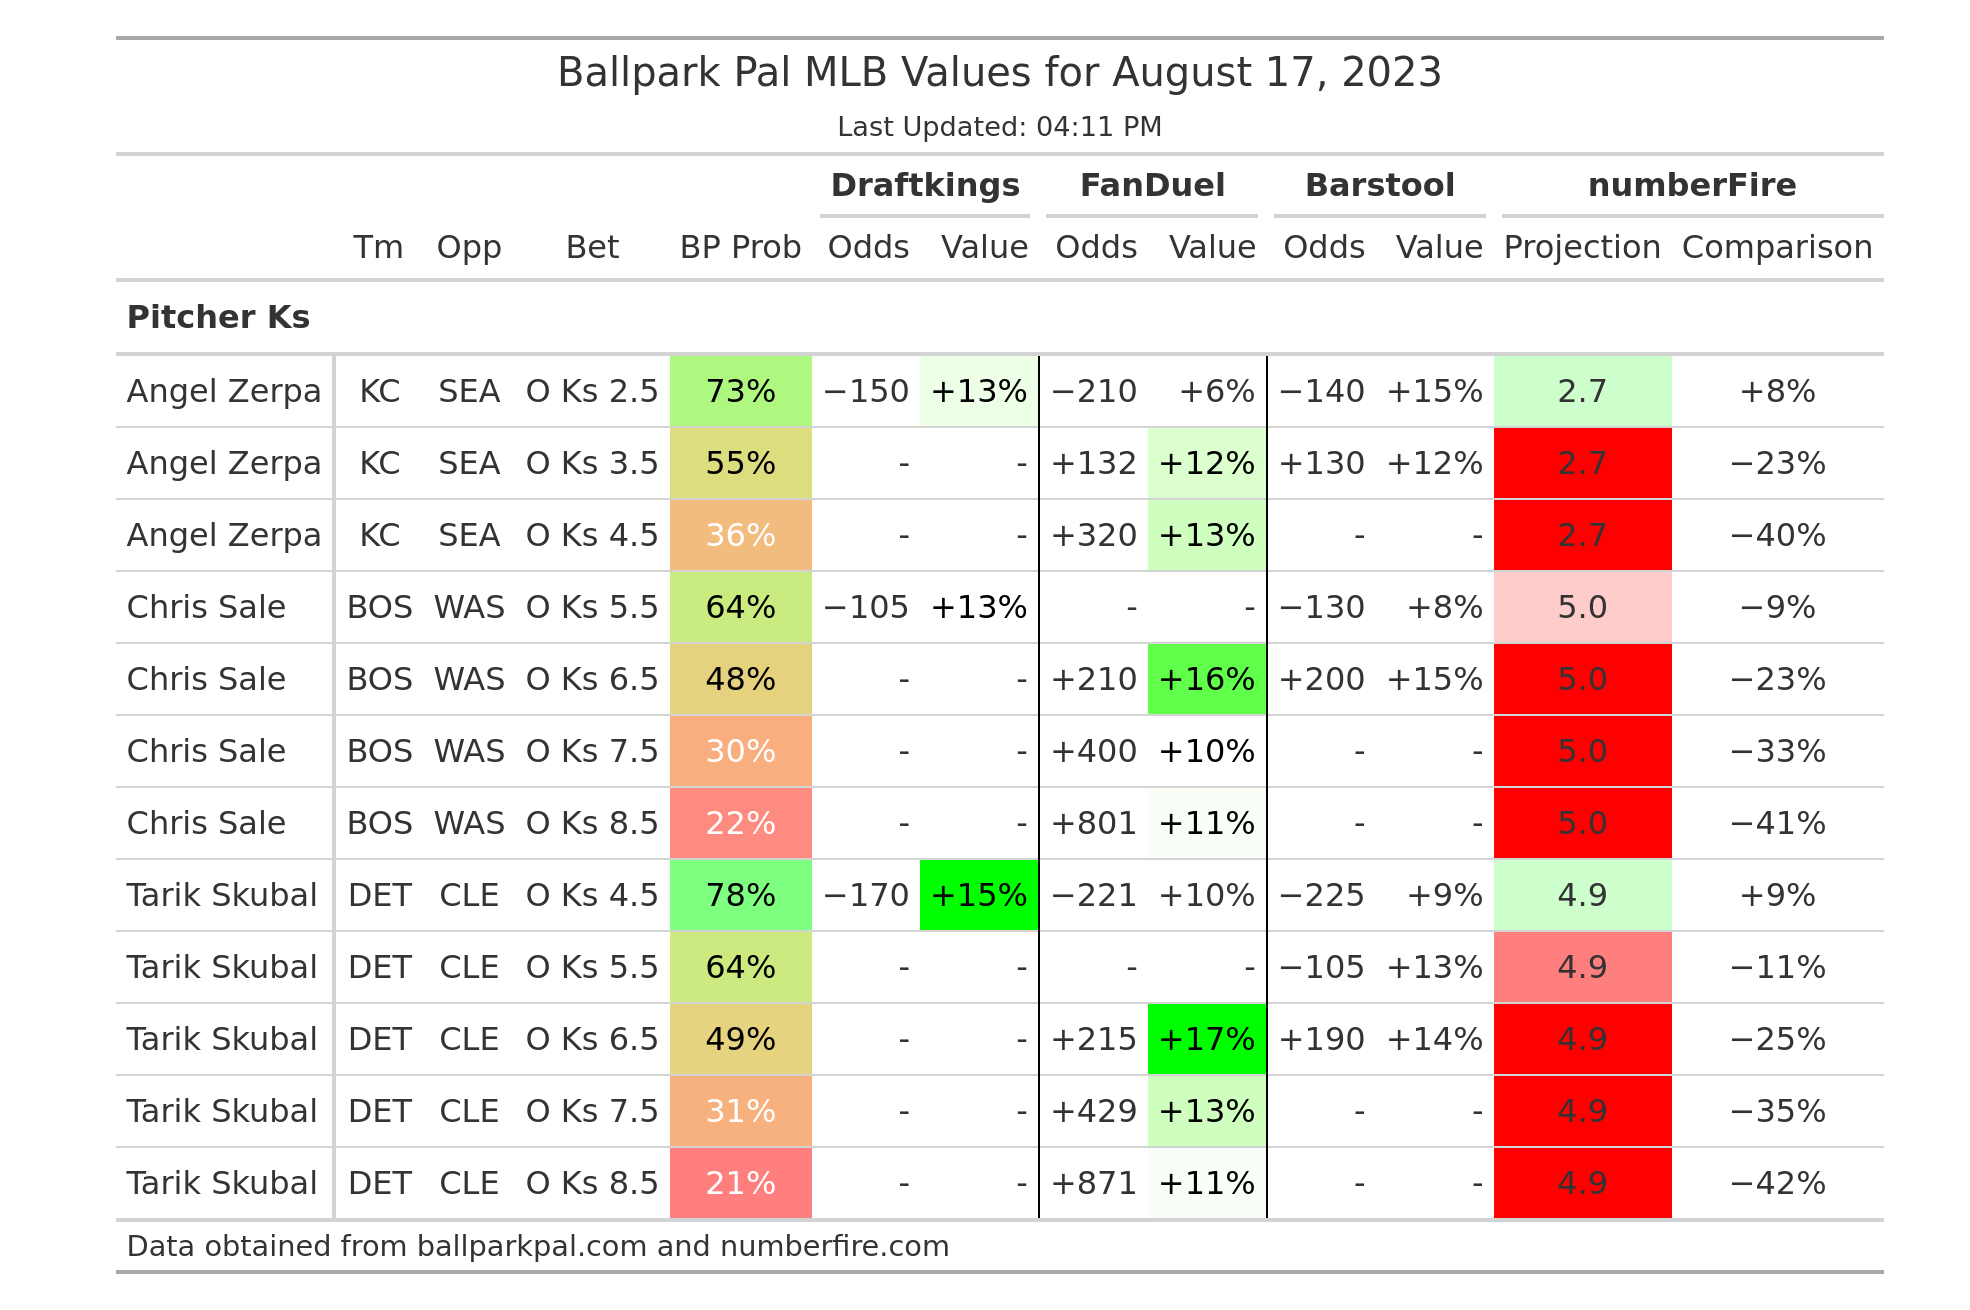 Ballpark Pal MLB Values for August 17, 2023
Last Updated: 04:11 PM
Draftkings FanDuel Barstool numberFire
Tm Opp Bet BP Prob Odds Value Odds Value Odds Value Projection Comparison
Pitcher Ks
Angel Zerpa KC SEA O Ks 2.5 73% −150 +13% −210 +6% −140 +15% 2.7 +8%
Angel Zerpa KC SEA O Ks 3.5 55% - - +132 +12% +130 +12% 2.7 −23%
Angel Zerpa KC SEA O Ks 4.5 36% - - +320 +13% - - 2.7 −40%
Chris Sale BOS WAS O Ks 5.5 64% −105 +13% - - −130 +8% 5.0 −9%
Chris Sale BOS WAS O Ks 6.5 48% - - +210 +16% +200 +15% 5.0 −23%
Chris Sale BOS WAS O Ks 7.5 30% - - +400 +10% - - 5.0 −33%
Chris Sale BOS WAS O Ks 8.5 22% - - +801 +11% - - 5.0 −41%
Tarik Skubal DET CLE O Ks 4.5 78% −170 +15% −221 +10% −225 +9% 4.9 +9%
Tarik Skubal DET CLE O Ks 5.5 64% - - - - −105 +13% 4.9 −11%
Tarik Skubal DET CLE O Ks 6.5 49% - - +215 +17% +190 +14% 4.9 −25%
Tarik Skubal DET CLE O Ks 7.5 31% - - +429 +13% - - 4.9 −35%
Tarik Skubal DET CLE O Ks 8.5 21% - - +871 +11% - - 4.9 −42%
Data obtained from ballparkpal.com and numberfire.com